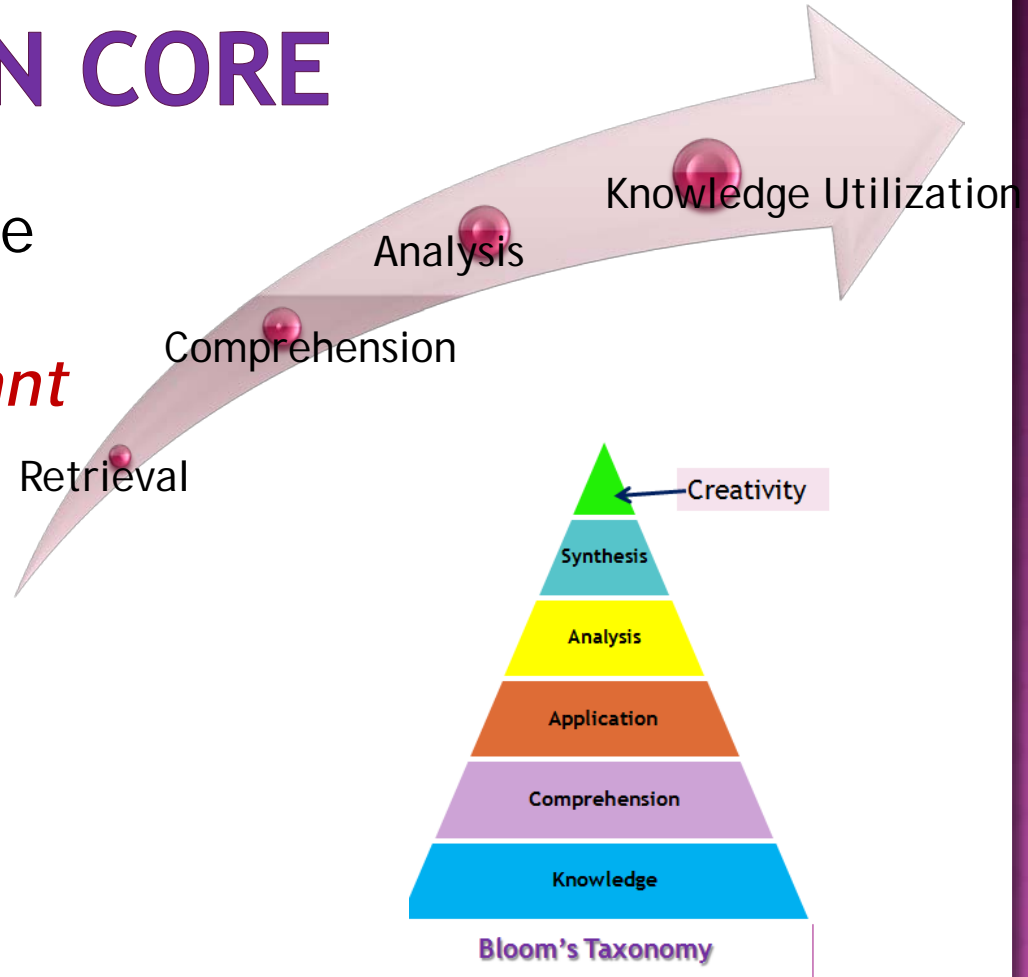 N CORE
Knowledge Utilization
e
Analysis
Comprehension
nt
Retrieval
Creativity
Synthesis
Analysis
Application
Comprehension
Knowledge
Bloom's Taxonomy